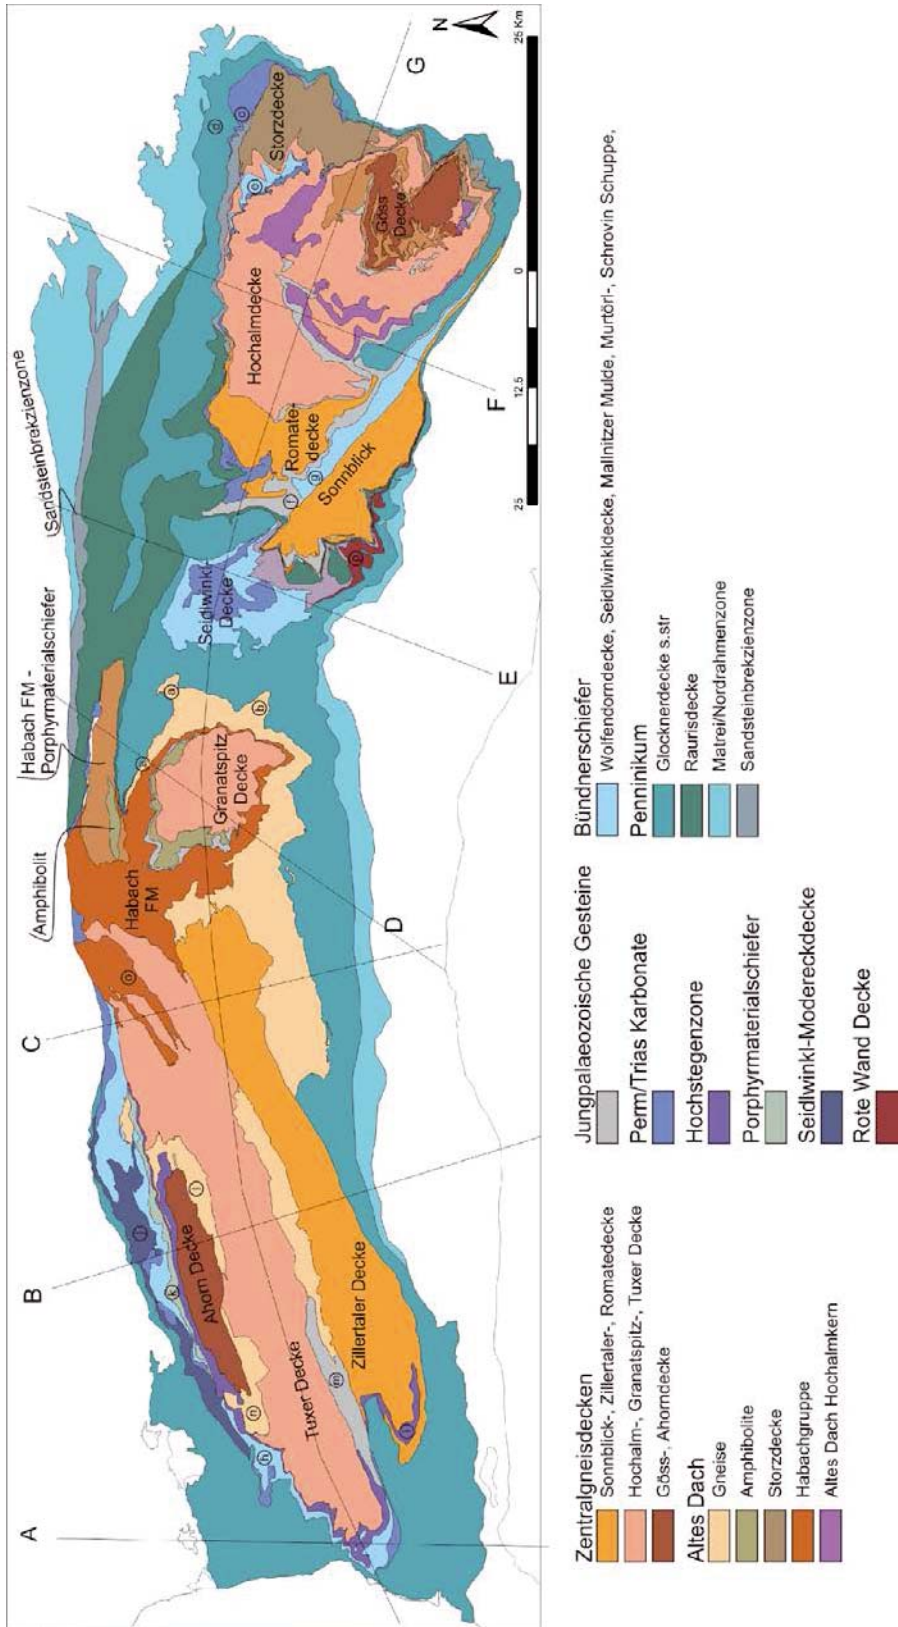 A
B
C
D
E
F
G
N
Habach FM -
Porphyrmaterialschiefer
Amphibolit
Sandsteinbrekzienzone
Habach
FM
Granatspitz
Decke
Seidlwinkl-
Decke
Hochalmdecke
Storzdecke
Göss
Decke
Romate-
decke
Sonnblick
Ahorn Decke
Tuxer Decke
Zillertaler Decke
25
12.5
0
25 Km
Zentralgneisdecken
Sonnblick-, Zillertaler-, Romatedecke
Hochalm-, Granatspitz-, Tuxer Decke
Göss-, Ahorndecke
Altes Dach
Gneise
Amphibolite
Storzdecke
Habachgruppe
Altes Dach Hochalmkern
Jungpalaeozoische Gesteine
Perm/Trias Karbonate
Hochstegenzone
Porphyrmaterialschiefer
Seidlwinkl-Modereckdecke
Rote Wand Decke
Bündnerschiefer
Wolfendorndecke, Seidlwinkldecke, Mallnitzer Mulde, Murtörl-, Schrovin Schuppe,
Penninikum
Glocknerdecke s.str
Raurisdecke
Matrei/Nordrahmenzone
Sandsteinbrekzienzone